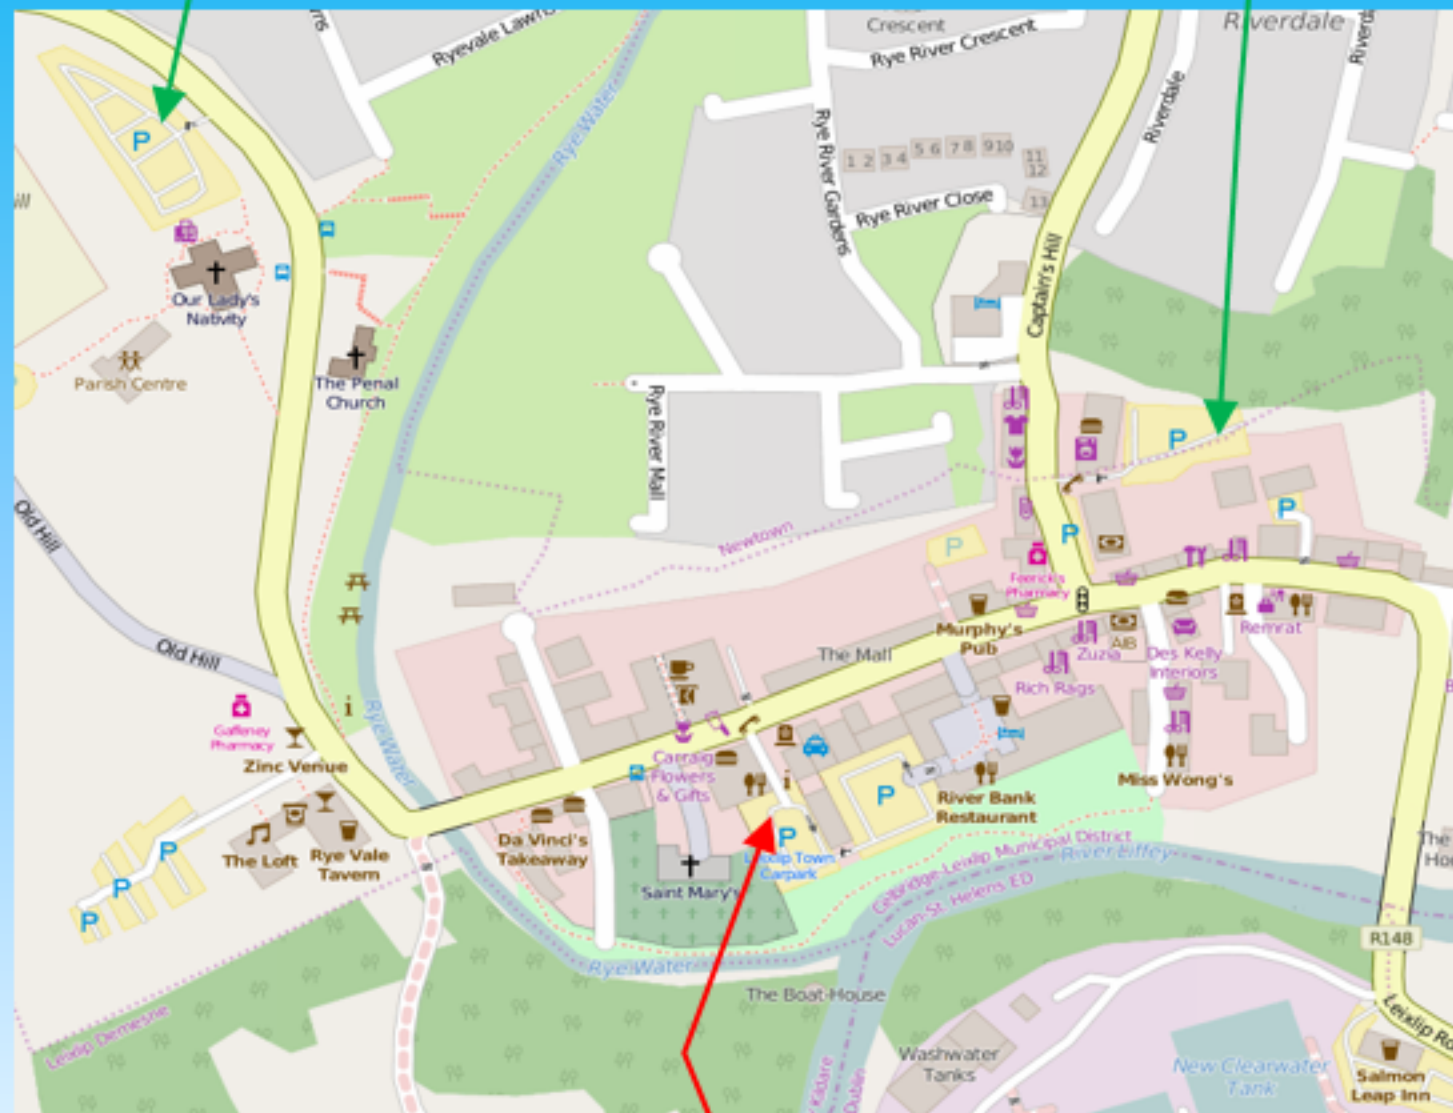 Ryevale Lawns
Crescent
Rye River Crescent
Riverdale
Riverdale
Rye Water
P
Rye River Gardens
1 2
3 4
5 6
7 8
9 10
11
12
13
Rye River Close
Captain's Hill
Our Lady's
Nativity
Parish Centre
The Penal
Church
Rye River Mall
P
Old Hill
Newtown
P
P
P
Feerick's
Pharmacy
Murphy's
Pub
Old Hill
The Mall
Zuzia
AIB
Des Kelly
Interiors
Remrat
Rich Rags
Gaffeney
Pharmacy
i
Rye Water
Zinc Venue
Carraig
Flowers
& Gifts
i
Miss Wong's
P
River Bank
Restaurant
The Loft
Rye Vale
Tavern
Da Vinci's
Takeaway
P
Leixlip Town
Carpark
P
P
P
Saint Mary's
Celbridge-Leixlip Municipal District
River Liffey
Lucan-St. Helens ED
The
R148
Rye Water
The Boat House
Leixlip Demesne
Washwater
Tanks
New Clearwater
Tank
Kildare
Dublin
Salmon
Leap Inn